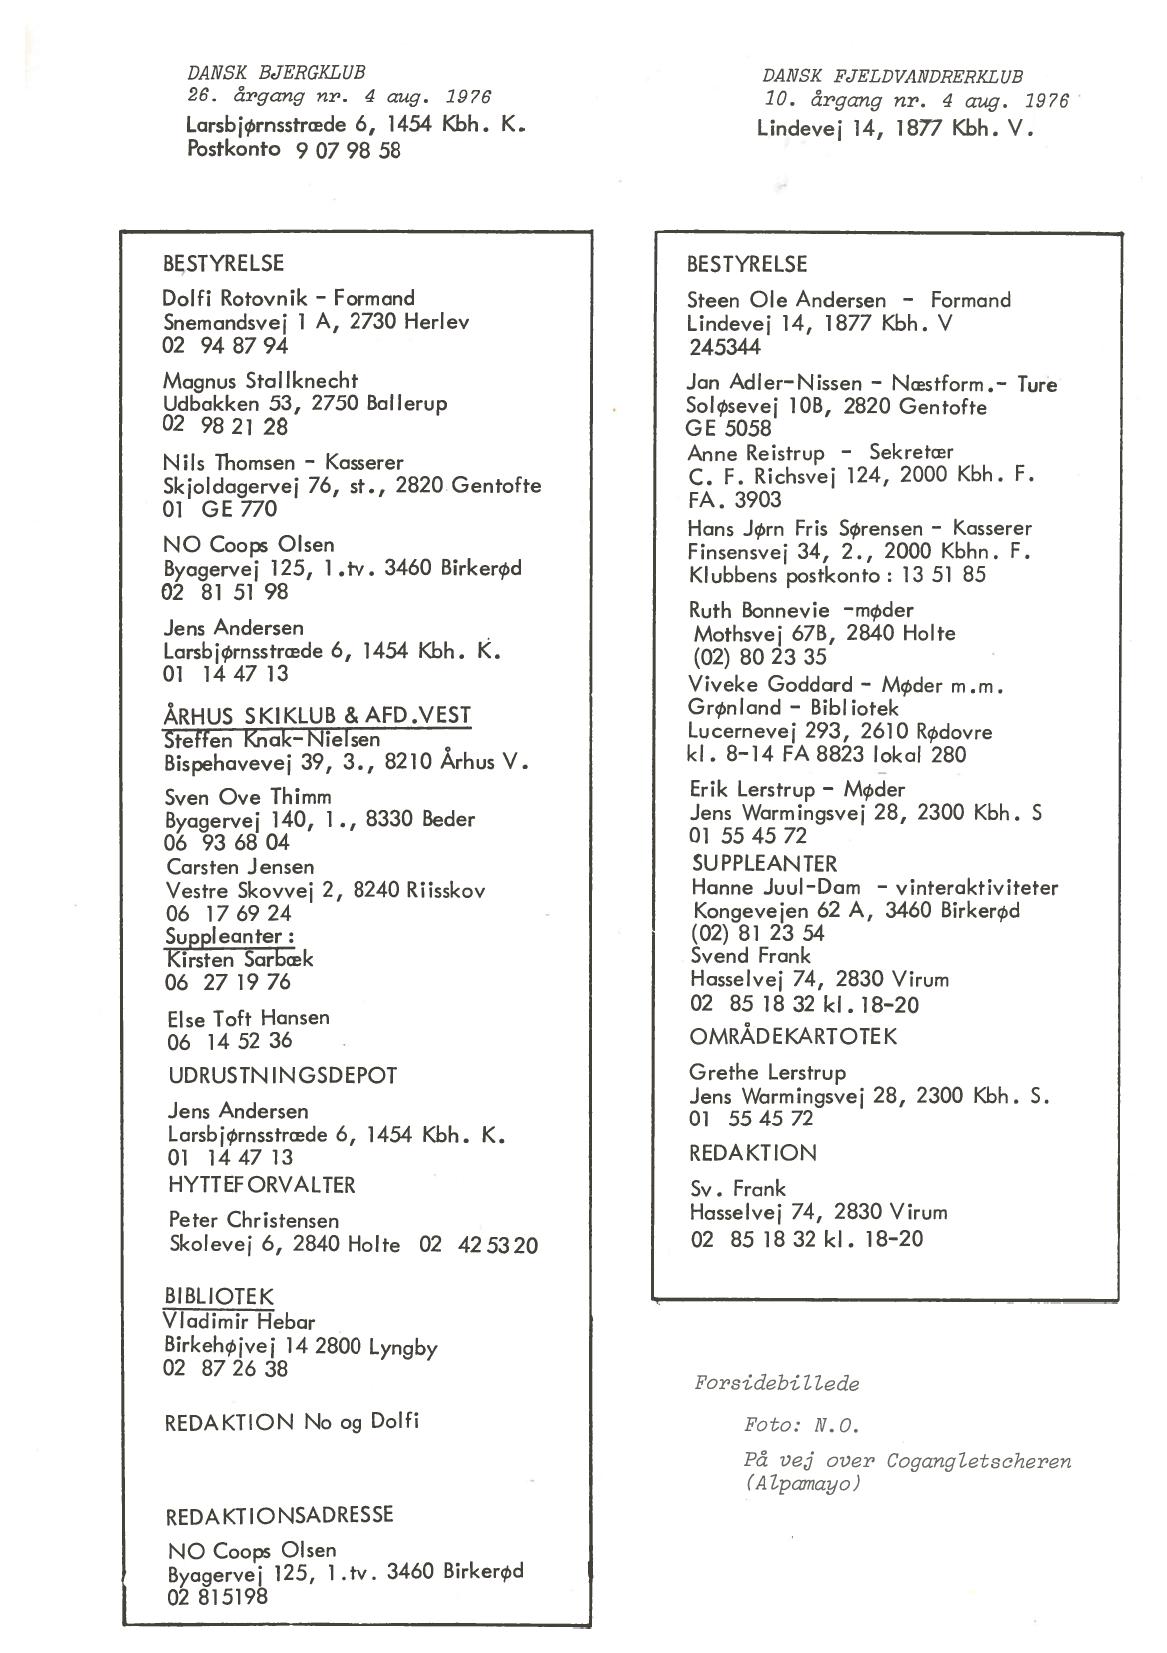 DANSK BJERGKLUB
26. årgang nr. 4 aug. 1976
Larsbjørnsstræde 6, 1454 Kbh. K.
Postkonto 9 07 98 58
BESTYRELSE
Dolfi Rotovnik - Formand
Snemandsvej 1 A, 2730 Herlev
02 94 87 94
Magnus Stallknecht
Udbakken 53, 2750 Ballerup
02 98 21 28
Nils Thomsen - Kasserer
Skjoldagervej 76, st., 2820 Gentofte
01 GE 770
NO Coops Olsen
Byagervej 125, 1.tv. 3460 Birkerød
02 81 51 98
Jens Andersen
Larsbjørnsstræde 6, 1454 Kbh. K.
01 14 47 13
ÅRHUS SKIKLUB & AFD.VEST
Steffen Knak-Nielsen
Bispehavevej 39, 3., 8210 Århus V.
Sven Ove Thimm
Byagervej 140, 1., 8330 Beder
06 93 68 04
Carsten Jensen
Vestre Skovvej 2, 8240 Riisskov
06 17 69 24
Suppleanter:
Kirsten Sarbæk
06 27 19 76
Else Toft Hansen
06 14 52 36
UDRUSTNINGSDEPOT
Jens Andersen
Larsbjørnsstræde 6, 1454 Kbh. K.
01 14 47 13
HYTTEFORVALTER
Peter Christensen
Skolevej 6, 2840 Holte 02 42 53 20
BIBLIOTEK
Vladimir Hebar
Birkehøjvej 14 2800 Lyngby
02 87 26 38
REDAKTION No og Dolfi
REDAKTIONSADRESSE
NO Coops Olsen
Byagervej 125, 1.tv. 3460 Birkerød
02 815198
DANSK FJELDVANDRERKLUB
10. årgang nr. 4 aug. 1976
Lindevej 14, 1877 Kbh. V.
BESTYRELSE
Steen Ole Andersen - Formand
Lindevej 14, 1877 Kbh. V
245344
Jan Adler-Nissen - Næstform.- Ture
Soløsevej 10B, 2820 Gentofte
GE 5058
Anne Reistrup - Sekretær
C. F. Richsvej 124, 2000 Kbh. F.
FA. 3903
Hans Jørn Fris Sørensen - Kasserer
Finsensvej 34, 2., 2000 Kbhn. F.
Klubbens postkonto: 13 51 85
Ruth Bonnevie -møder
Mothsvej 67B, 2840 Holte
(02) 80 23 35
Viveke Goddard - Møder m.m.
Grønland - Bibliotek
Lucernevej 293, 2610 Rødovre
kl. 8-14 FA 8823 lokal 280
Erik Lerstrup - Møder
Jens Warmingsvej 28, 2300 Kbh. S
01 55 45 72
SUPPLEANTER
Hanne Juul-Dam - vinteraktiviteter
Kongevejen 62 A, 3460 Birkerød
(02) 81 23 54
Svend Frank
Hasselvej 74, 2830 Virum
02 85 18 32 kl. 18-20
OMRÅDEKARTOTEK
Grethe Lerstrup
Jens Warmingsvej 28, 2300 Kbh. S.
01 55 45 72
REDAKTION
Sv. Frank
Hasselvej 74, 2830 Virum
02 85 18 32 kl. 18-20
Forsidebillede
Foto: N.O.
På vej over Cogangletscheren
(Alpamayo)